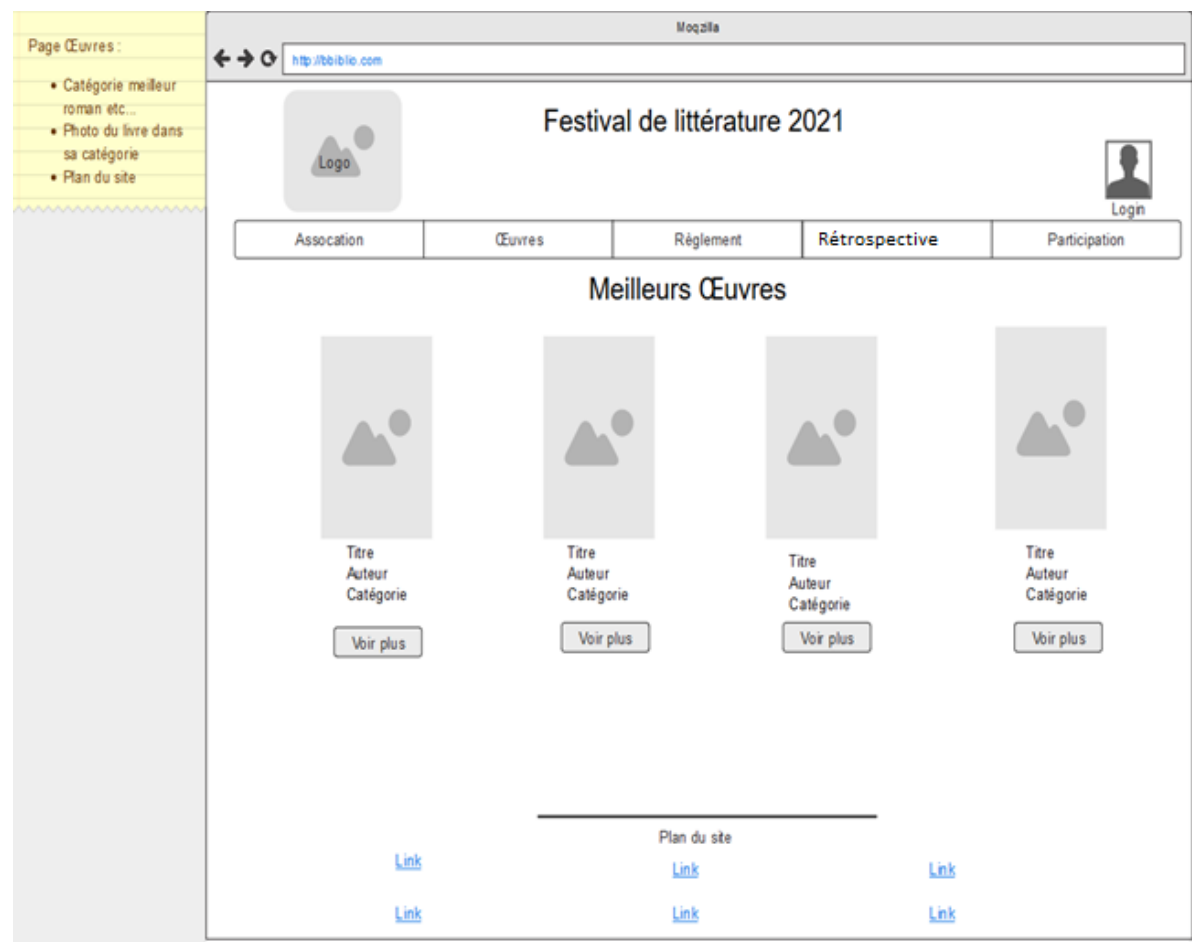 Page Œuvres :
• Catégorie meilleur
roman etc...
• Photo du livre dans
sa catégorie
• Plan du site
Moqzilla
http://bbiblio.com
Logo
Festival de littérature 2021
Login
Assocation
Œuvres
Règlement
Rétrospective
Participation
Meilleurs Œuvres
Titre
Auteur
Catégorie
Voir plus
Titre
Auteur
Catégorie
Voir plus
Titre
Auteur
Catégorie
Voir plus
Titre
Auteur
Catégorie
Voir plus
Plan du site
Link
Link
Link
Link
Link
Link